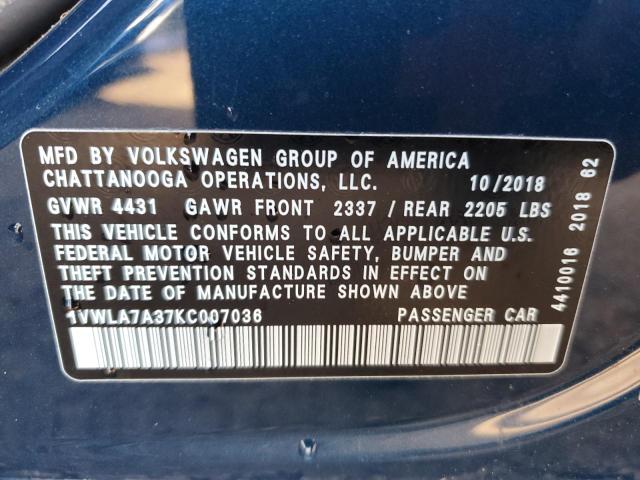 MFD BY VOLKSWAGEN GROUP OF AMERICA
CHATTANOOGA OPERATIONS, LLC. 10/2018
GVWR 4431 GAWR FRONT 2337 / REAR 2205 LBS
THIS VEHICLE CONFORMS TO ALL APPLICABLE U.S.
FEDERAL MOTOR VEHICLE SAFETY, BUMPER AND
THEFT PREVENTION STANDARDS IN EFFECT ON
THE DATE OF MANUFACTURE SHOWN ABOVE
1VWLA7A37KC007036 PASSENGER CAR
4410016 2018 62